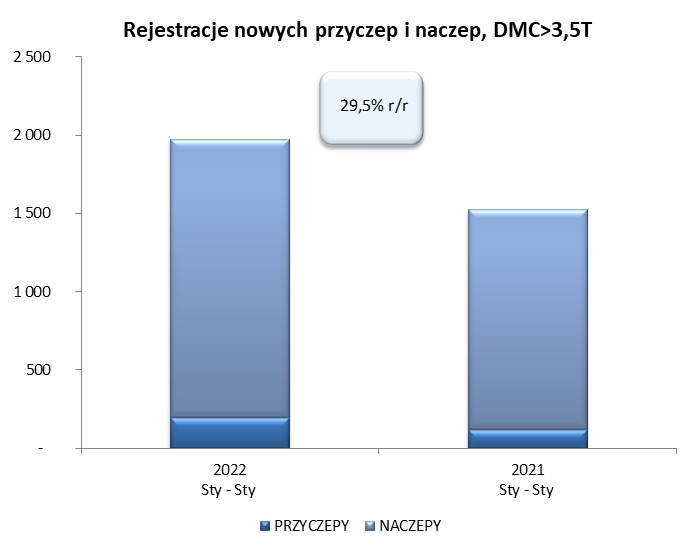 Rejestracje nowych przyczep i naczep, DMC>3,5T
2 500
29,5% r/r
2 000
1 500
1 000
500
-
2022
Sty - Sty
2021
Sty - Sty
PRZYCZEPY
NACZEPY